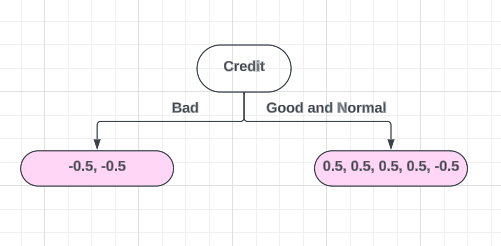 Credit
Bad
Good and Normal
-0.5, -0.5
0.5, 0.5, 0.5, 0.5, -0.5